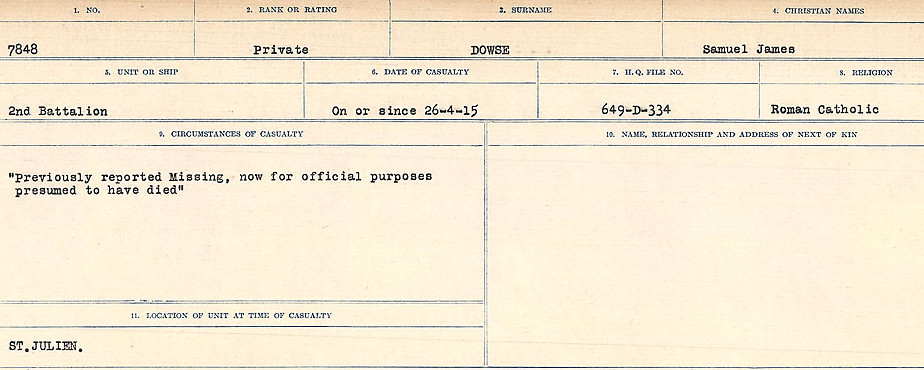 1. NO. 2. RANK OR RATING 3. SURNAME 4. CHRISTIAN NAMES
7848 Private DOWSE Samuel James
5. UNIT OR SHIP 6. DATE OF CASUALTY 7. H.Q. FILE NO. 8. RELIGION
2nd Battalion On or since 26-4-15 649-D-334 Roman Catholic
9. CIRCUMSTANCES OF CASUALTY 10. NAME, RELATIONSHIP AND ADDRESS OF NEXT OF KIN
"Previously reported Missing, now for official purposes
presumed to have died"
11. LOCATION OF UNIT AT TIME OF CASUALTY
ST.JULIEN.